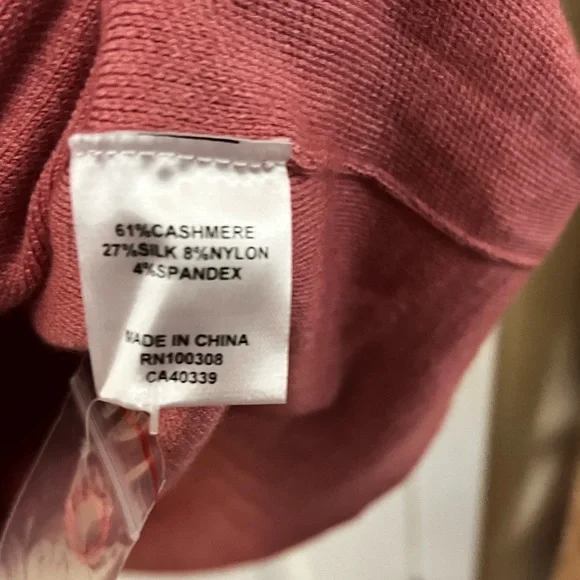 61%CASHMERE
27%SILK 8%NYLON
4%SPANDEX
MADE IN CHINA
RN100308
CA40339